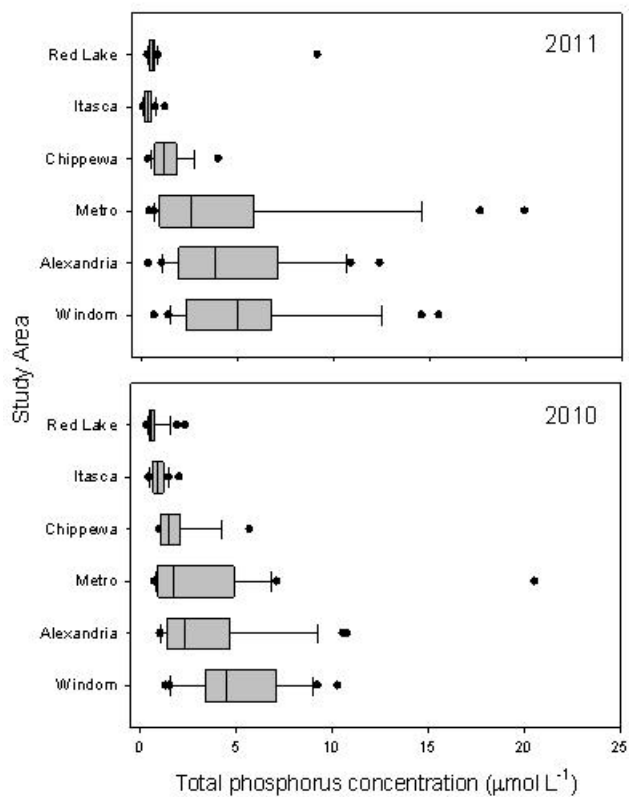 2011
Red Lake
Itasca
Chippewa
Metro
Alexandria
Windom
2010
Red Lake
Itasca
Chippewa
Metro
Alexandria
Windom
Study Area
0 5 10 15 20 25
Total phosphorus concentration (μmol L⁻¹)